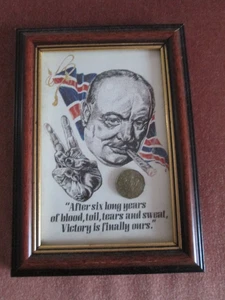 "After six long years
of blood, toil, tears and sweat,
Victory is finally ours."